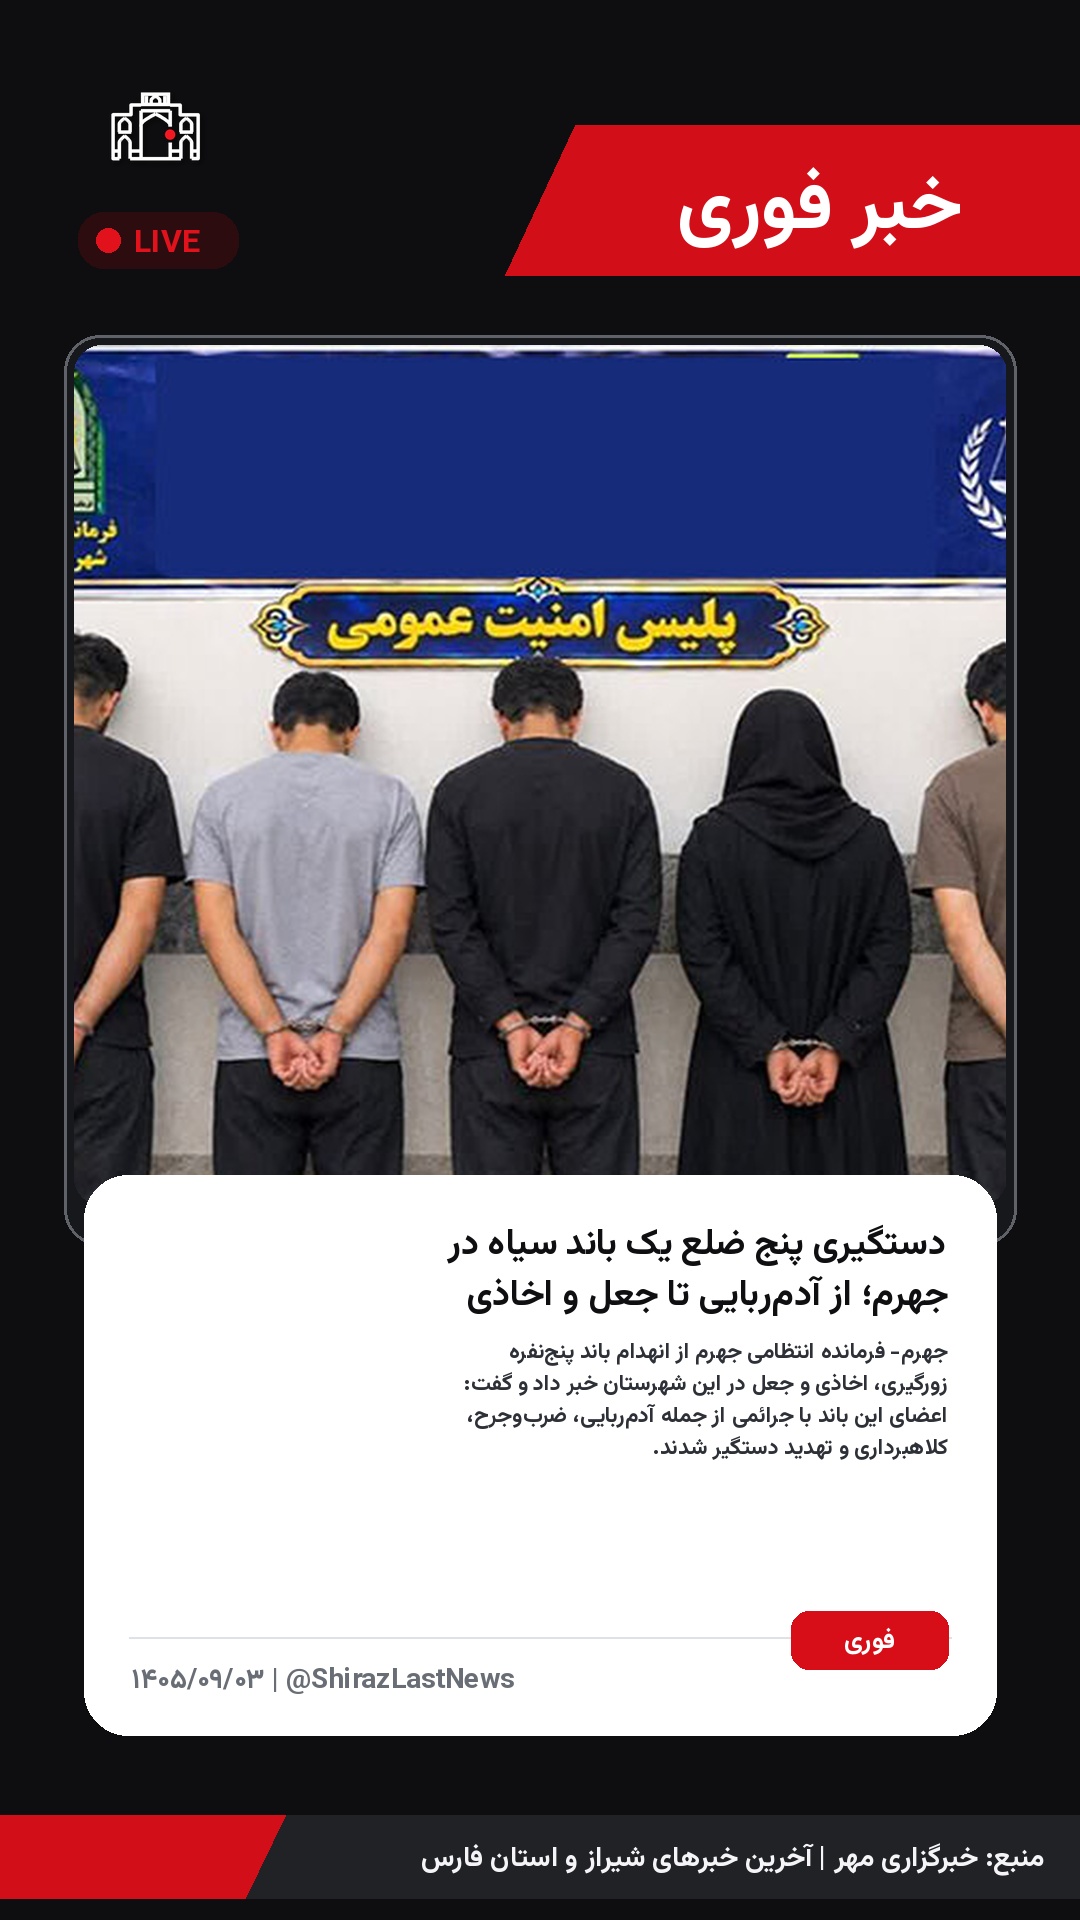 خبر فوری
LIVE
فرماند
شهر
پلیس امنیت عمومی
دستگیری پنج ضلع یک باند سیاه در
جهرم؛ از آدم‌ربایی تا جعل و اخاذی
جهرم- فرمانده انتظامی جهرم از انهدام باند پنج‌نفره
زورگیری، اخاذی و جعل در این شهرستان خبر داد و گفت:
اعضای این باند با جرائمی از جمله آدم‌ربایی، ضرب‌وجرح،
کلاهبرداری و تهدید دستگیر شدند.
فوری
۱۴۰۵/۰۹/۰۳ | @ShirazLastNews
منبع: خبرگزاری مهر | آخرین خبرهای شیراز و استان فارس